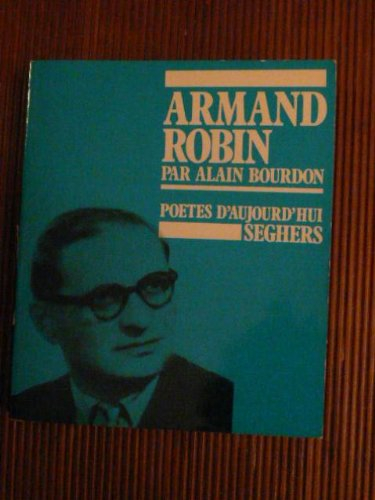 ARMAND
ROBIN
PAR ALAIN BOURDON
POETES D'AUJOURD'HUI
SEGHERS